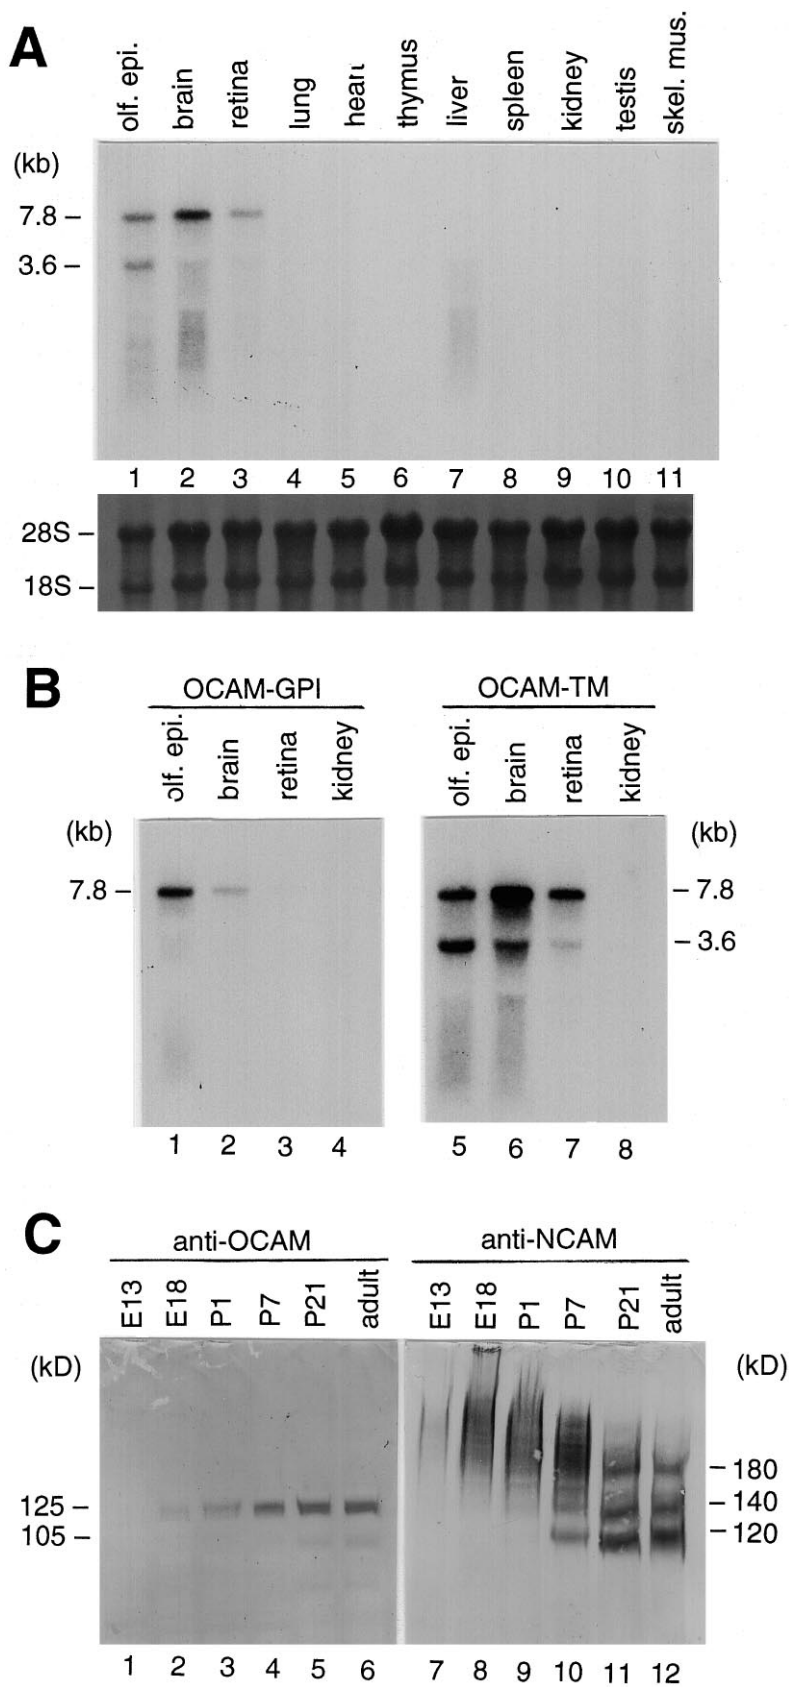 A
olf. epi. brain retina lung heart thymus liver spleen kidney testis skel. mus.
(kb)
7.8
3.6
1 2 3 4 5 6 7 8 9 10 11
28S
18S
B
OCAM-GPI OCAM-TM
olf. epi. brain retina kidney olf. epi. brain retina kidney
(kb) (kb)
7.8 7.8
3.6
1 2 3 4 5 6 7 8
C
anti-OCAM anti-NCAM
E13 E18 P1 P7 P21 adult E13 E18 P1 P7 P21 adult
(kD) (kD)
180
125 140
105 120
1 2 3 4 5 6 7 8 9 10 11 12